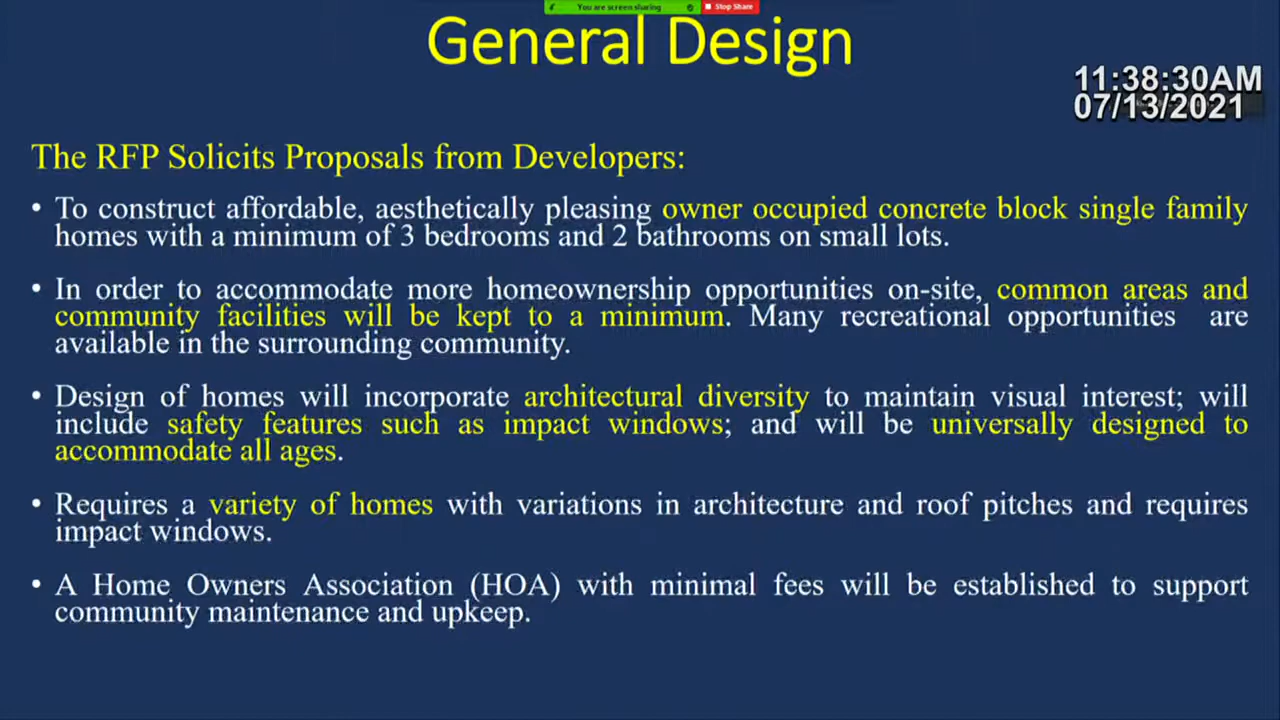 You are screen sharing
Stop Share
General Design
11:38:30AM
07/13/2021
The RFP Solicits Proposals from Developers:
• To construct affordable, aesthetically pleasing owner occupied concrete block single family
homes with a minimum of 3 bedrooms and 2 bathrooms on small lots.
• In order to accommodate more homeownership opportunities on-site, common areas and
community facilities will be kept to a minimum. Many recreational opportunities are
available in the surrounding community.
• Design of homes will incorporate architectural diversity to maintain visual interest; will
include safety features such as impact windows; and will be universally designed to
accommodate all ages.
• Requires a variety of homes with variations in architecture and roof pitches and requires
impact windows.
• A Home Owners Association (HOA) with minimal fees will be established to support
community maintenance and upkeep.